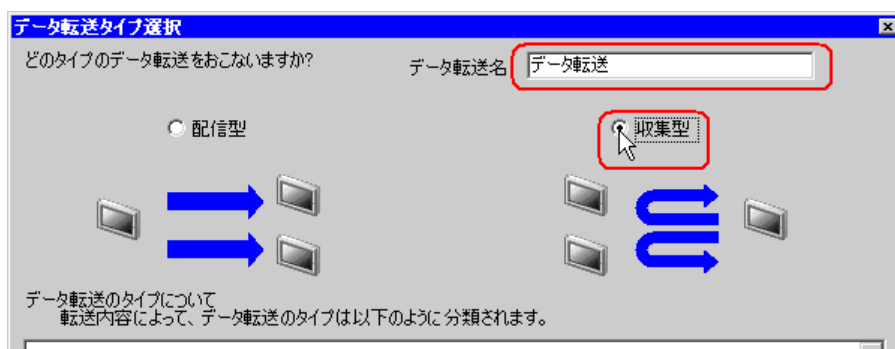 データ転送タイプ選択
どのタイプのデータ転送をおこないますか?
データ転送名 データ転送
配信型 収集型
データ転送のタイプについて
転送内容によって、データ転送のタイプは以下のように分類されます。